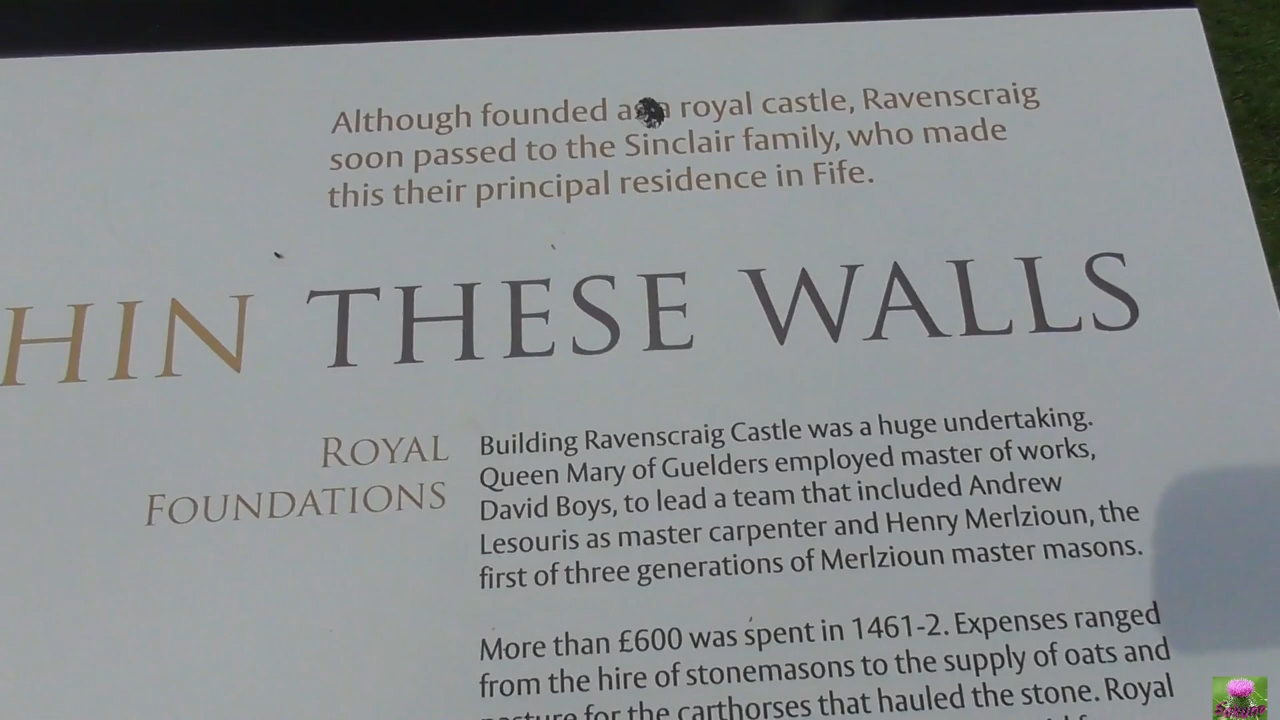 Although founded as a royal castle, Ravenscraig
soon passed to the Sinclair family, who made
this their principal residence in Fife.
HIN THESE WALLS
ROYAL
FOUNDATIONS
Building Ravenscraig Castle was a huge undertaking.
Queen Mary of Guelders employed master of works,
David Boys, to lead a team that included Andrew
Lesouris as master carpenter and Henry Merlzioun, the
first of three generations of Merlzioun master masons.
More than £600 was spent in 1461-2. Expenses ranged
from the hire of stonemasons to the supply of oats and
pasture for the carthorses that hauled the stone. Royal